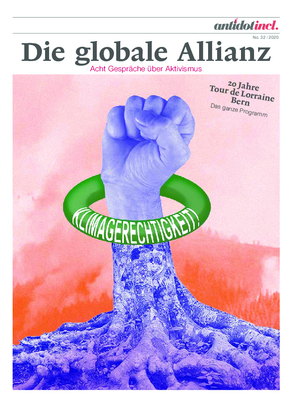 antidotincl.
No. 32 · 2020
Die globale Allianz
Acht Gespräche über Aktivismus
20 Jahre
Tour de Lorraine
Bern
Das ganze Programm
KLIMAGERECHTIGKEIT!